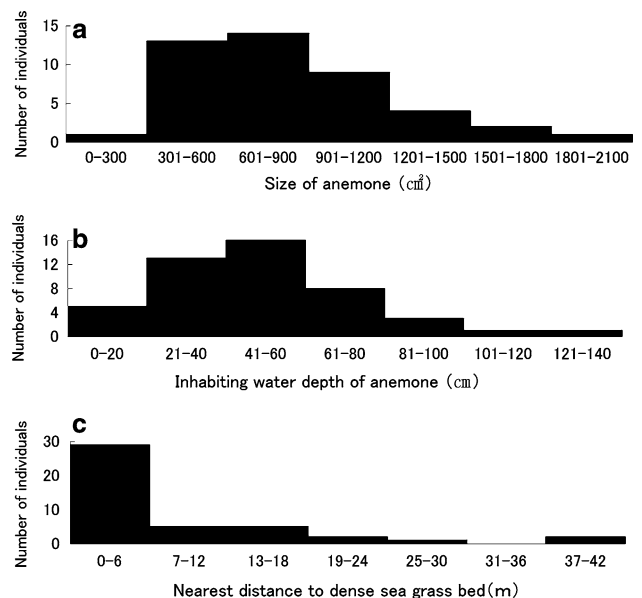 a
Number of individuals
15
10
5
0
0-300 301-600 601-900 901-1200 1201-1500 1501-1800 1801-2100
Size of anemone (㎠)
b
Number of individuals
16
12
8
4
0
0-20 21-40 41-60 61-80 81-100 101-120 121-140
Inhabiting water depth of anemone (㎝)
c
Number of individuals
30
20
10
0
0-6 7-12 13-18 19-24 25-30 31-36 37-42
Nearest distance to dense sea grass bed(m)